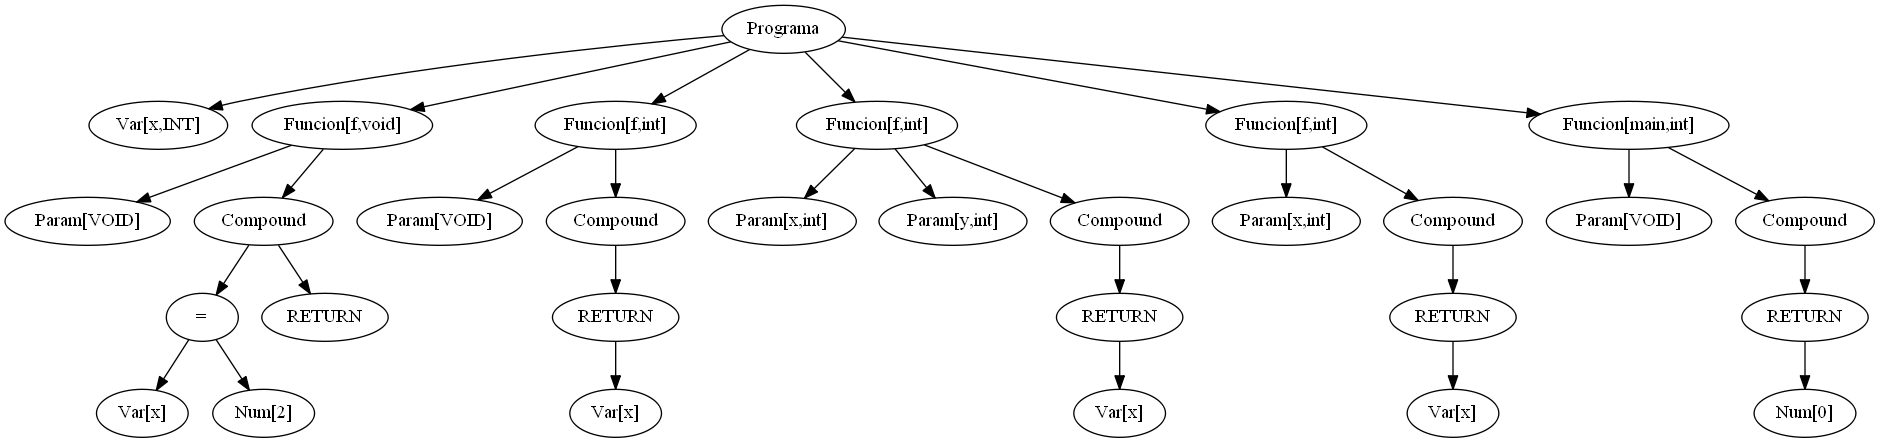 Programa
Var[x,INT]
Funcion[f,void]
Funcion[f,int]
Funcion[f,int]
Funcion[f,int]
Funcion[main,int]
Param[VOID]
Compound
Param[VOID]
Compound
Param[x,int]
Param[y,int]
Compound
Param[x,int]
Compound
Param[VOID]
Compound
=
RETURN
RETURN
RETURN
RETURN
RETURN
Var[x]
Num[2]
Var[x]
Var[x]
Var[x]
Num[0]